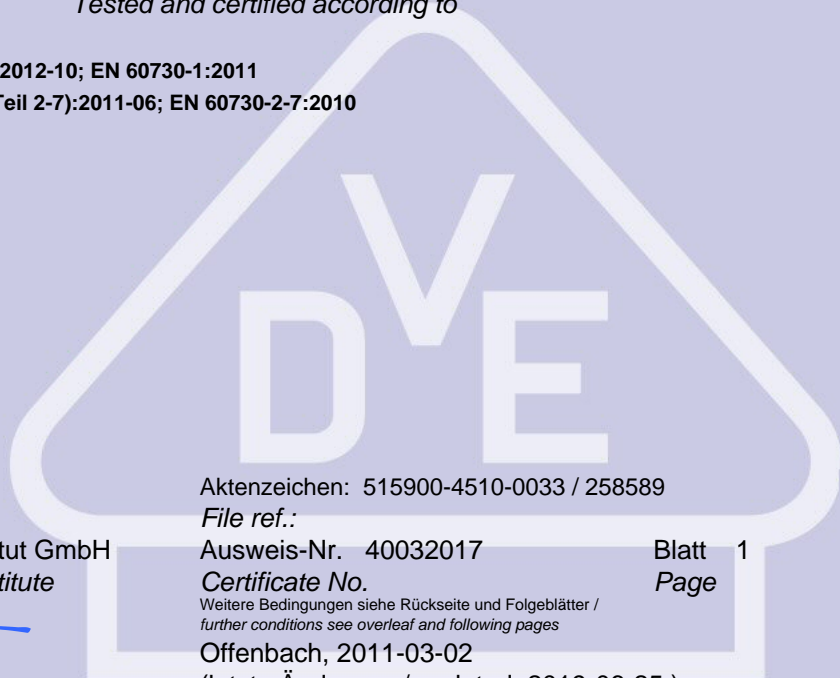 Tested and certified according to
2012-10; EN 60730-1:2011
Teil 2-7):2011-06; EN 60730-2-7:2010
V
D E
Aktenzeichen: 515900-4510-0033 / 258589
File ref.:
tut GmbH Ausweis-Nr. 40032017 Blatt 1
titute Certificate No. Page
Weitere Bedingungen siehe Rückseite und Folgeblätter /
further conditions see overleaf and following pages
Offenbach, 2011-03-02